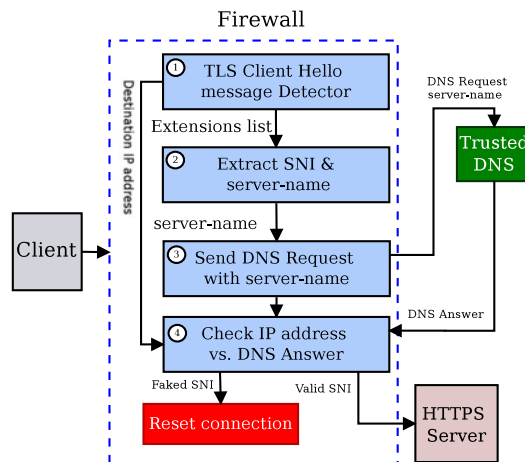 Firewall
1
TLS Client Hello
message Detector
DNS Request
server-name
Destination IP address
Extensions list
Trusted
DNS
2
Extract SNI &
server-name
server-name
Client
3
Send DNS Request
with server-name
DNS Answer
4
Check IP address
vs. DNS Answer
Faked SNI
Valid SNI
Reset connection
HTTPS
Server